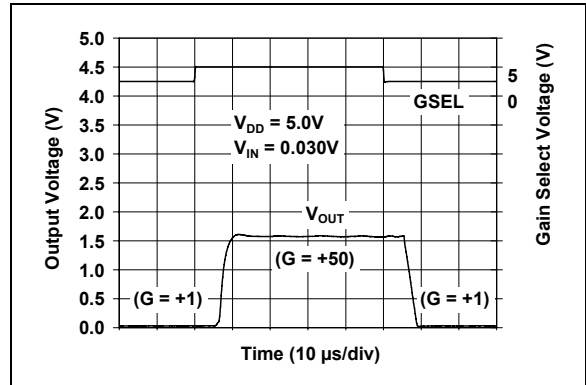 5.0
4.5
4.0
3.5
3.0
2.5
2.0
1.5
1.0
0.5
0.0
Output Voltage (V)
5
0
Gain Select Voltage (V)
GSEL
V_DD = 5.0V
V_IN = 0.030V
V_OUT
(G = +50)
(G = +1)
(G = +1)
Time (10 µs/div)